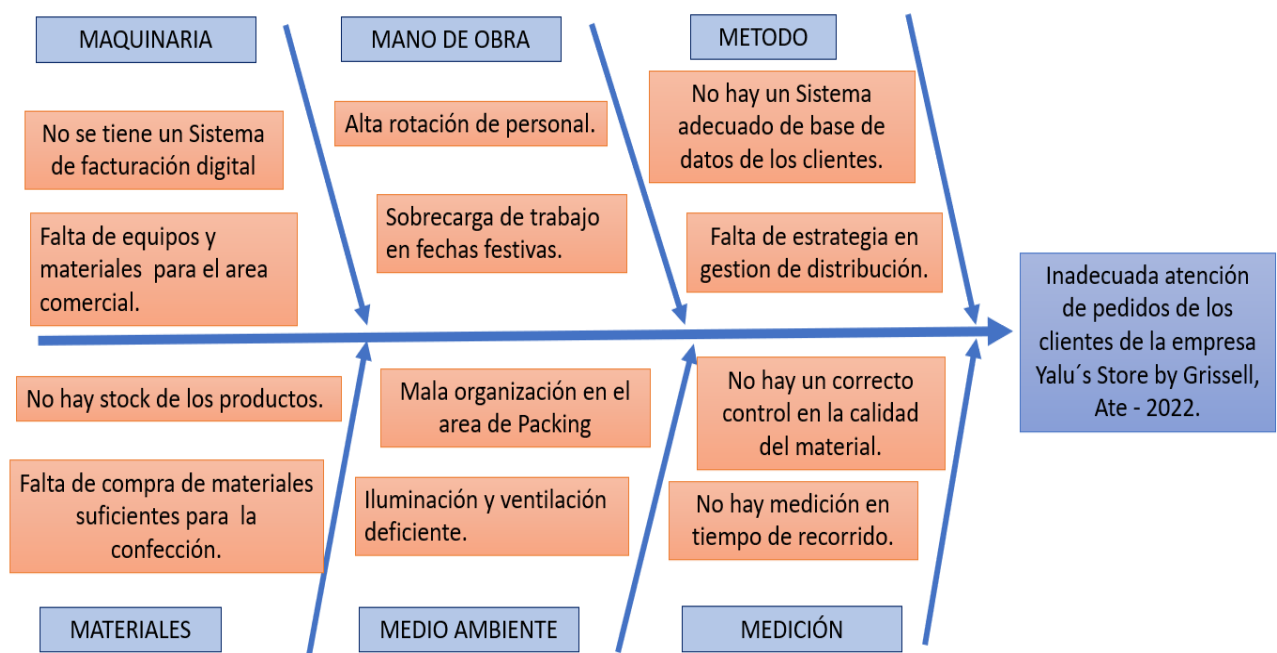 MAQUINARIA
MANO DE OBRA
METODO
No se tiene un Sistema
de facturación digital
Falta de equipos y
materiales para el area
comercial.
Alta rotación de personal.
Sobrecarga de trabajo
en fechas festivas.
No hay un Sistema
adecuado de base de
datos de los clientes.
Falta de estrategia en
gestion de distribución.
Inadecuada atención
de pedidos de los
clientes de la empresa
Yalu´s Store by Grissell,
Ate - 2022.
No hay stock de los productos.
Falta de compra de materiales
suficientes para la
confección.
Mala organización en el
area de Packing
Iluminación y ventilación
deficiente.
No hay un correcto
control en la calidad
del material.
No hay medición en
tiempo de recorrido.
MATERIALES
MEDIO AMBIENTE
MEDICIÓN